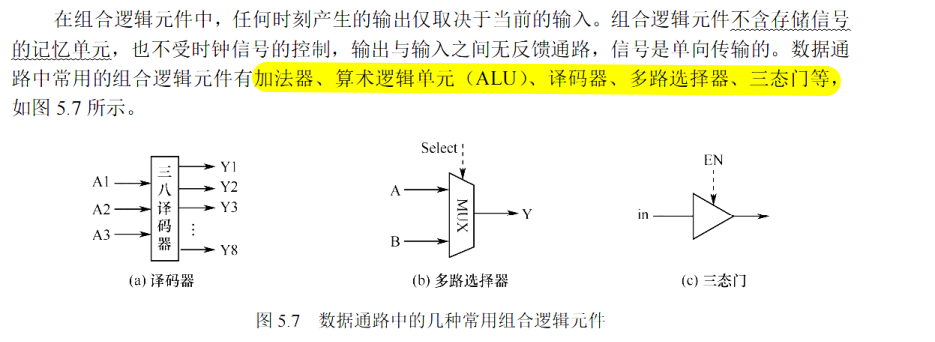 在组合逻辑元件中，任何时刻产生的输出仅取决于当前的输入。组合逻辑元件不含存储信号
的记忆单元，也不受时钟信号的控制，输出与输入之间无反馈通路，信号是单向传输的。数据通
路中常用的组合逻辑元件有加法器、算术逻辑单元（ALU）、译码器、多路选择器、三态门等，
如图 5.7 所示。
A1
A2
A3
三八译码器
Y1
Y2
Y3
⋮
Y8
(a) 译码器
Select
A
B
MUX
Y
(b) 多路选择器
EN
in
(c) 三态门
图 5.7 数据通路中的几种常用组合逻辑元件